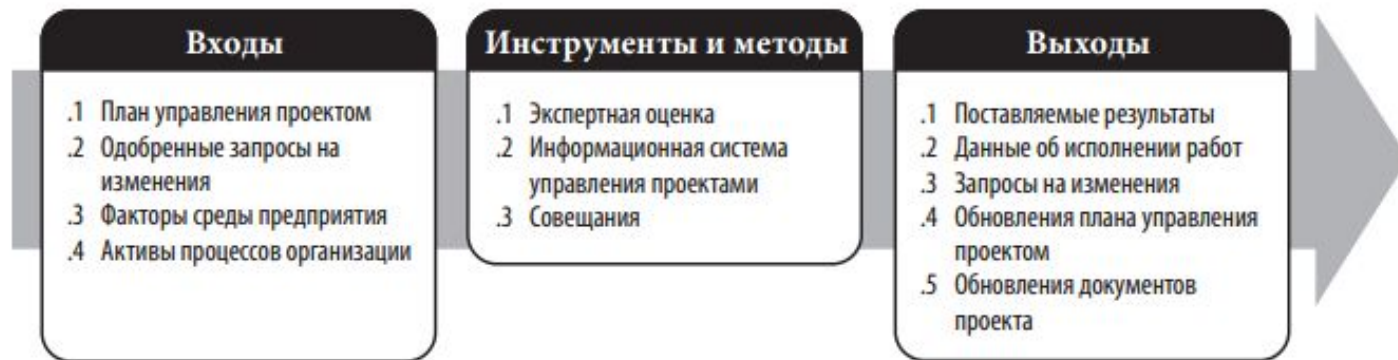 Входы
.1 План управления проектом
.2 Одобренные запросы на
изменения
.3 Факторы среды предприятия
.4 Активы процессов организации
Инструменты и методы
.1 Экспертная оценка
.2 Информационная система
управления проектами
.3 Совещания
Выходы
.1 Поставляемые результаты
.2 Данные об исполнении работ
.3 Запросы на изменения
.4 Обновления плана управления
проектом
.5 Обновления документов
проекта